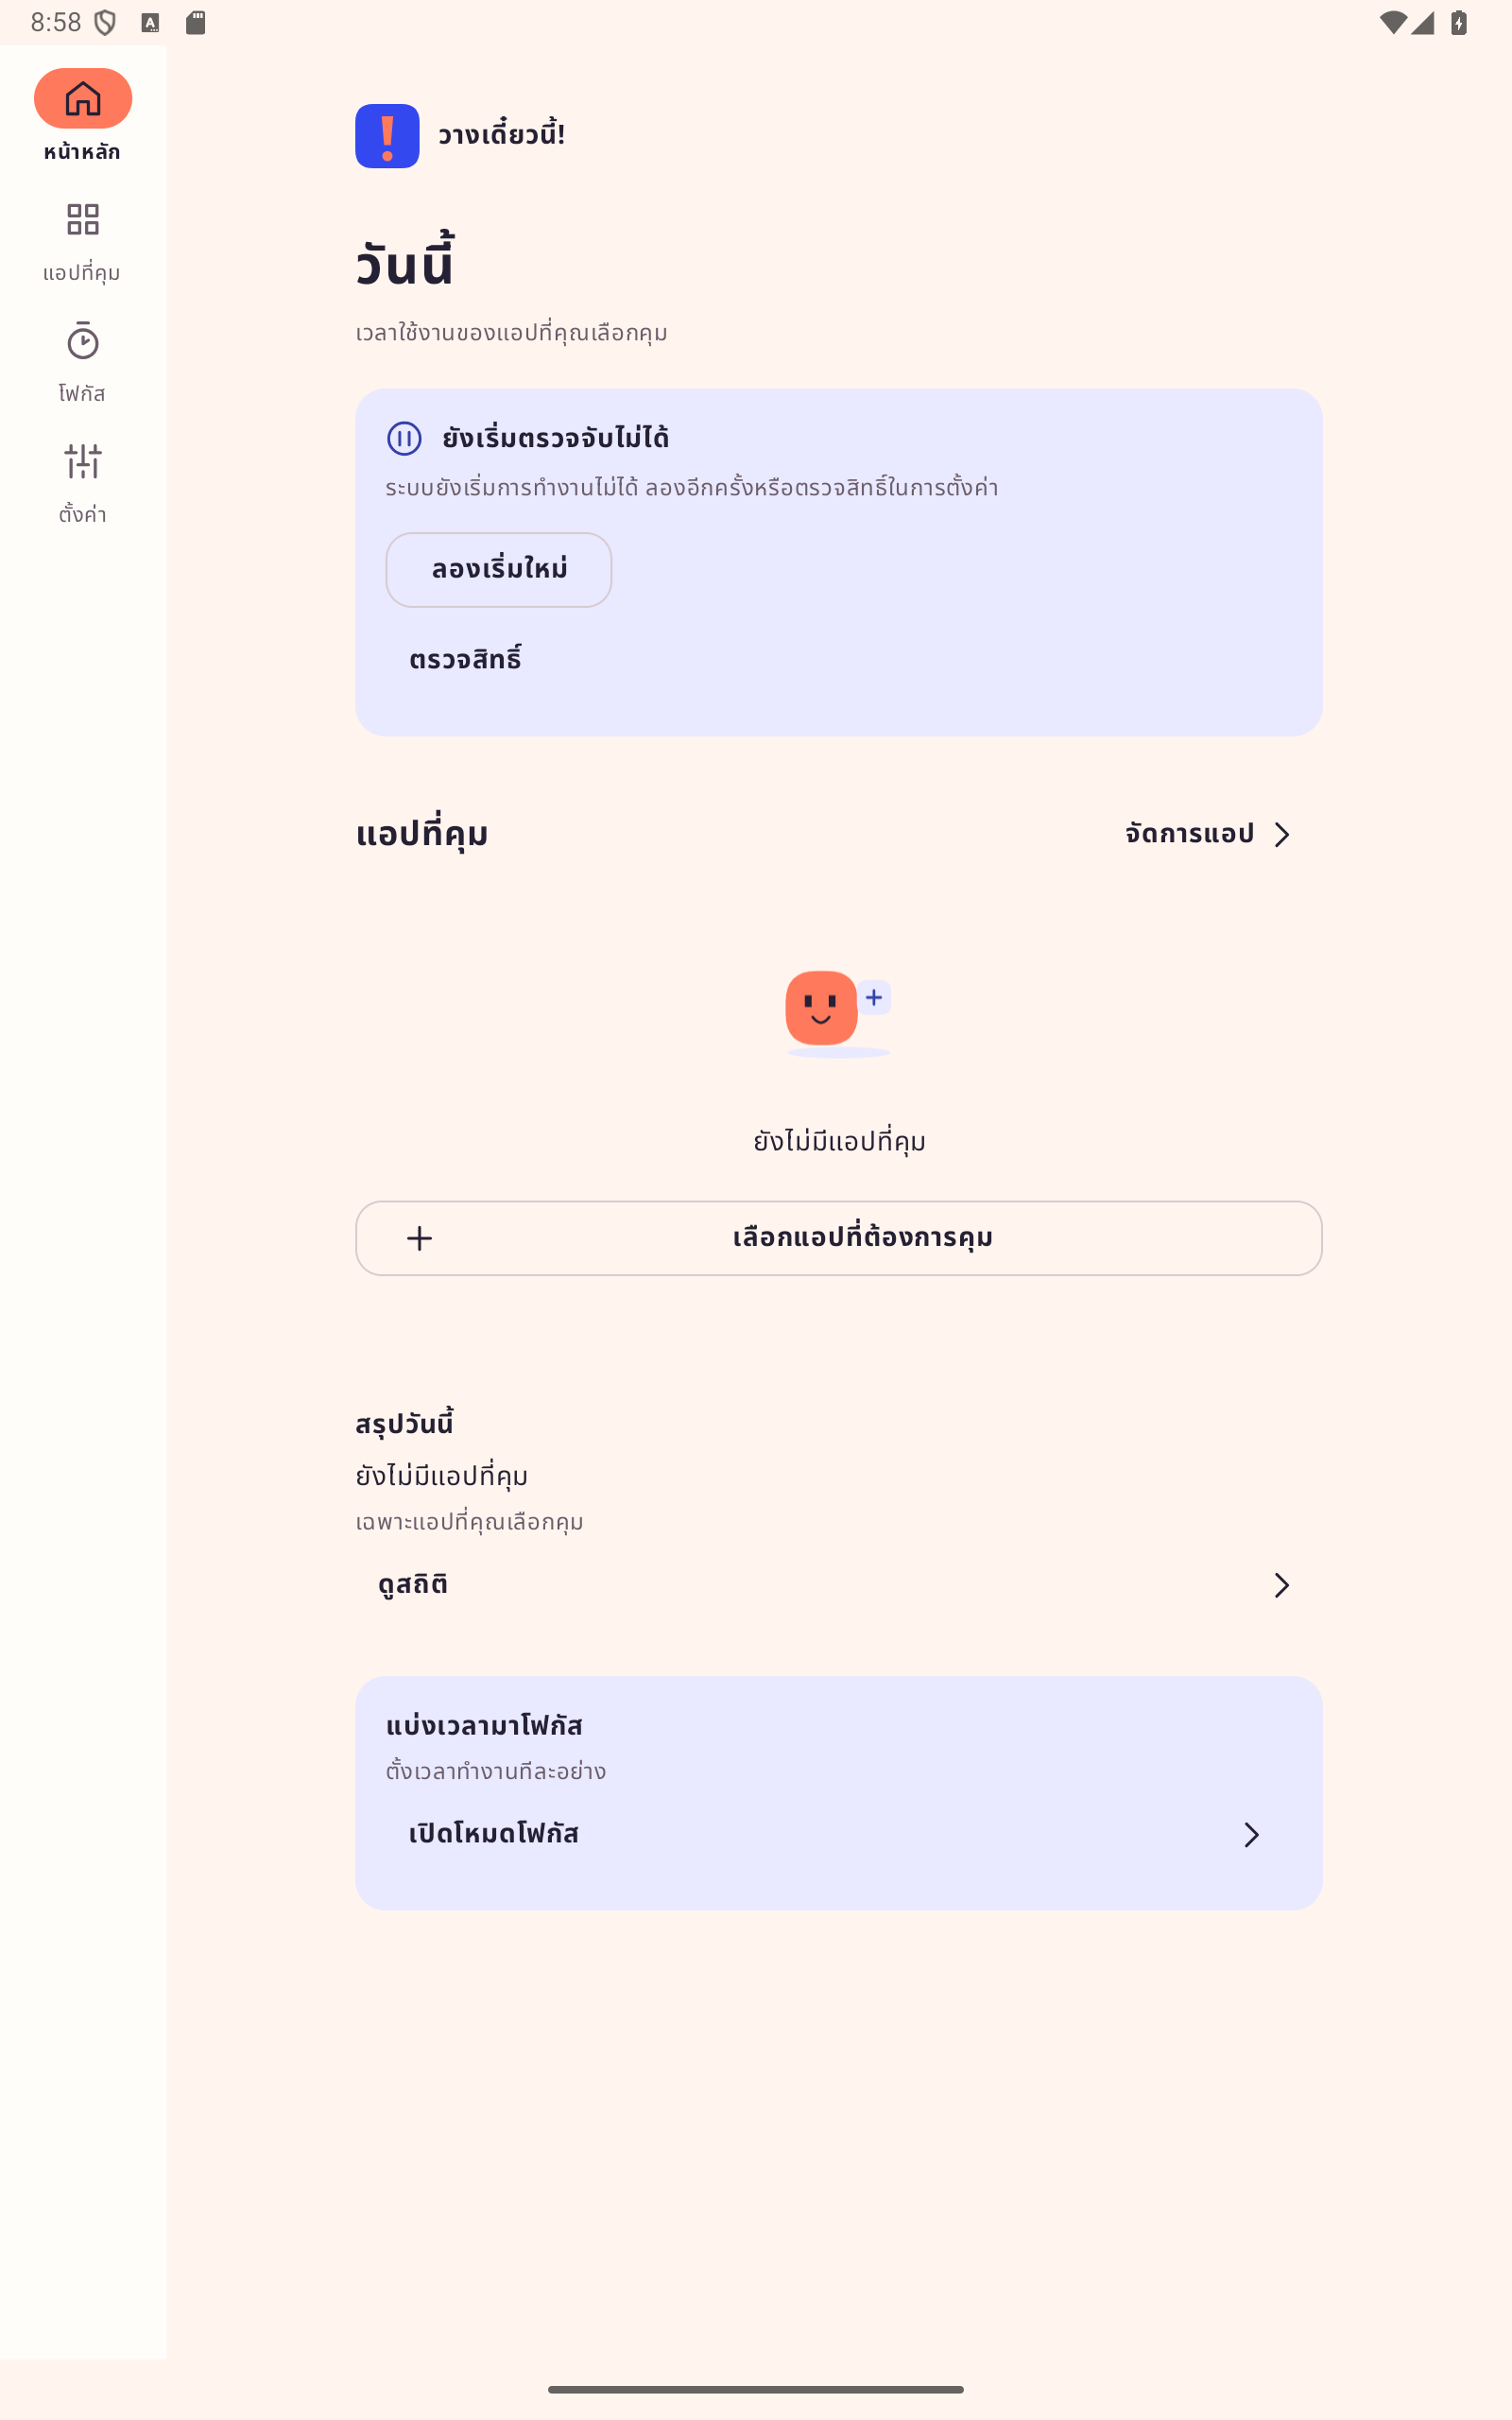 8:58
วางเดี๋ยวนี้!
หน้าหลัก
แอปที่คุม
โฟกัส
ตั้งค่า
วันนี้
เวลาใช้งานของแอปที่คุณเลือกคุม
ยังเริ่มตรวจจับไม่ได้
ระบบยังเริ่มการทำงานไม่ได้ ลองอีกครั้งหรือตรวจสิทธิ์ในการตั้งค่า
ลองเริ่มใหม่
ตรวจสิทธิ์
แอปที่คุม
จัดการแอป
ยังไม่มีแอปที่คุม
เลือกแอปที่ต้องการคุม
สรุปวันนี้
ยังไม่มีแอปที่คุม
เฉพาะแอปที่คุณเลือกคุม
ดูสถิติ
แบ่งเวลามาโฟกัส
ตั้งเวลาทำงานทีละอย่าง
เปิดโหมดโฟกัส